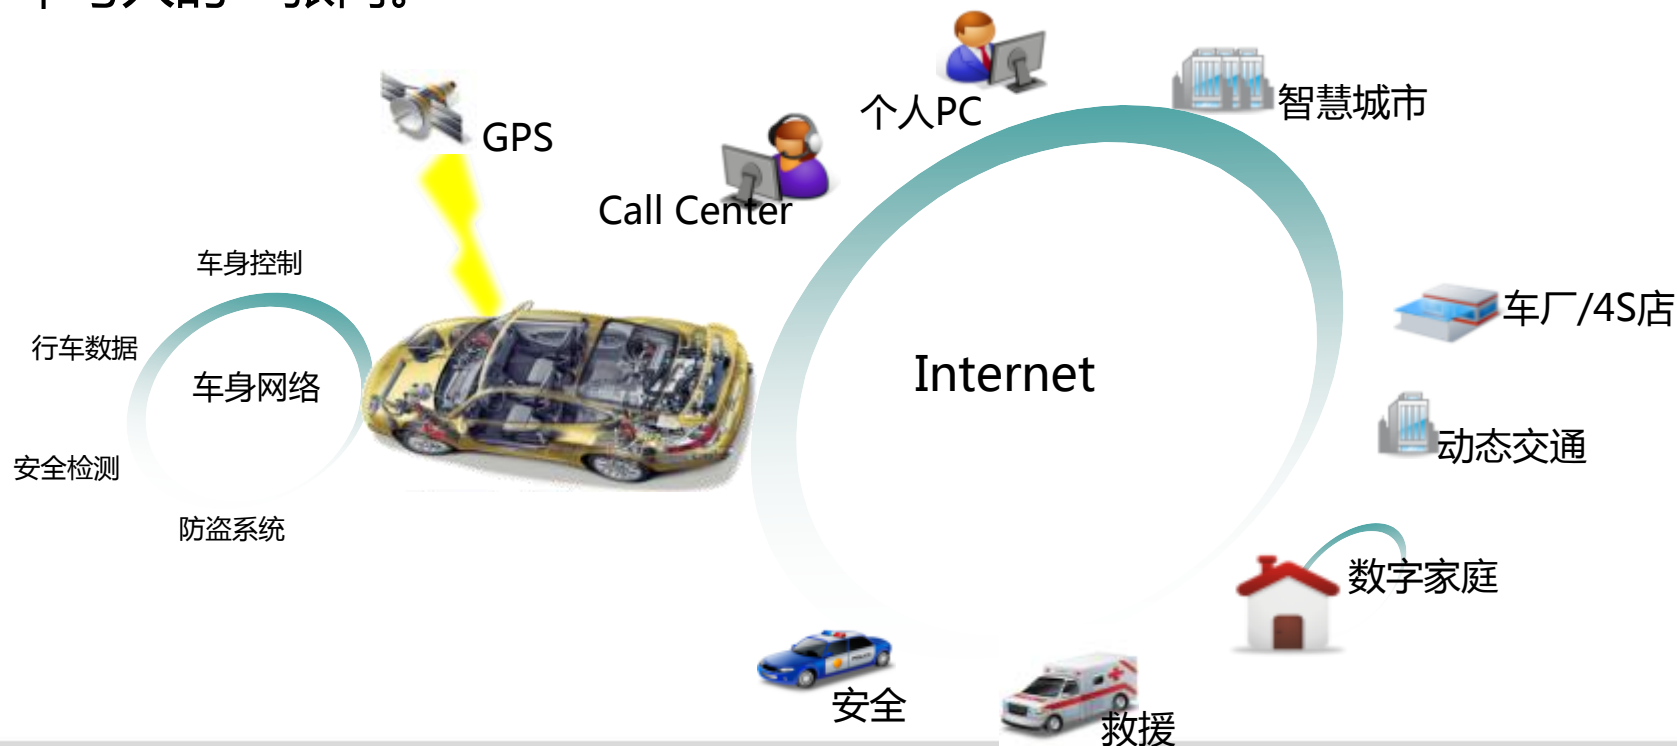 个人PC
智慧城市
GPS
Call Center
车身控制
行车数据
车身网络
安全检测
防盗系统
Internet
车厂/4S店
动态交通
数字家庭
安全
救援